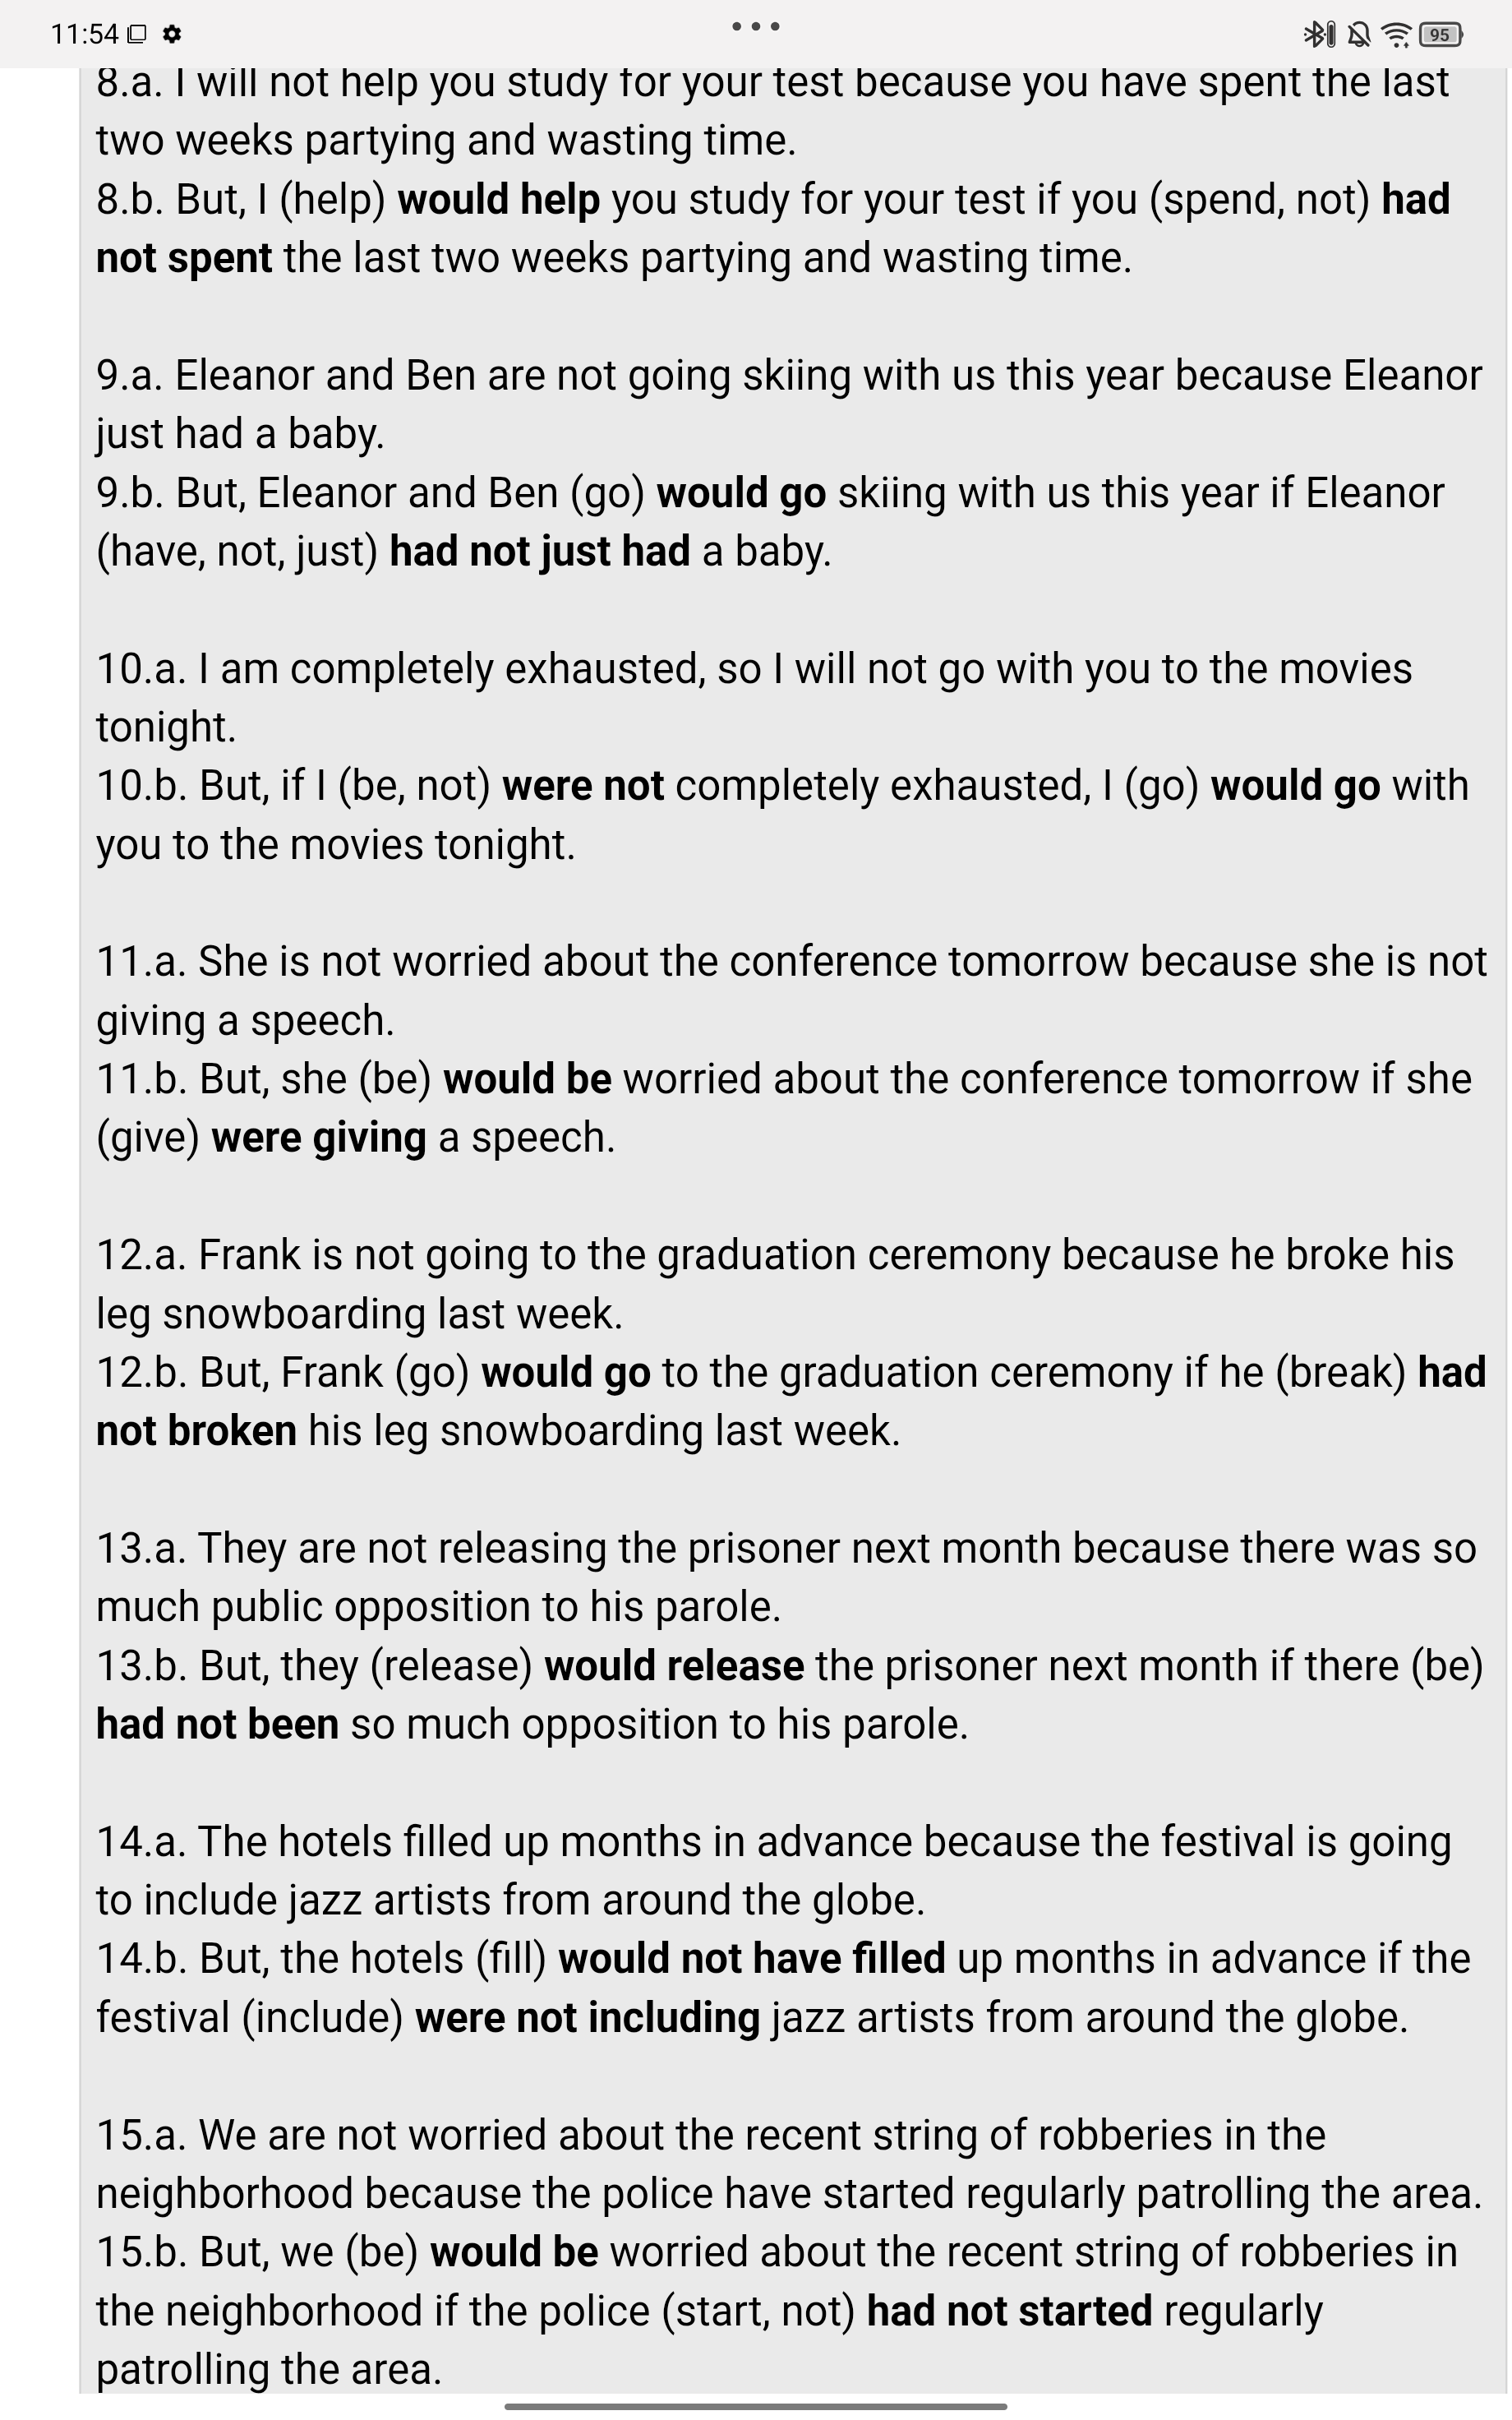 11:54
95
8.a. I will not help you study for your test because you have spent the last
two weeks partying and wasting time.
8.b. But, I (help) would help you study for your test if you (spend, not) had
not spent the last two weeks partying and wasting time.
9.a. Eleanor and Ben are not going skiing with us this year because Eleanor
just had a baby.
9.b. But, Eleanor and Ben (go) would go skiing with us this year if Eleanor
(have, not, just) had not just had a baby.
10.a. I am completely exhausted, so I will not go with you to the movies
tonight.
10.b. But, if I (be, not) were not completely exhausted, I (go) would go with
you to the movies tonight.
11.a. She is not worried about the conference tomorrow because she is not
giving a speech.
11.b. But, she (be) would be worried about the conference tomorrow if she
(give) were giving a speech.
12.a. Frank is not going to the graduation ceremony because he broke his
leg snowboarding last week.
12.b. But, Frank (go) would go to the graduation ceremony if he (break) had
not broken his leg snowboarding last week.
13.a. They are not releasing the prisoner next month because there was so
much public opposition to his parole.
13.b. But, they (release) would release the prisoner next month if there (be)
had not been so much opposition to his parole.
14.a. The hotels filled up months in advance because the festival is going
to include jazz artists from around the globe.
14.b. But, the hotels (fill) would not have filled up months in advance if the
festival (include) were not including jazz artists from around the globe.
15.a. We are not worried about the recent string of robberies in the
neighborhood because the police have started regularly patrolling the area.
15.b. But, we (be) would be worried about the recent string of robberies in
the neighborhood if the police (start, not) had not started regularly
patrolling the area.